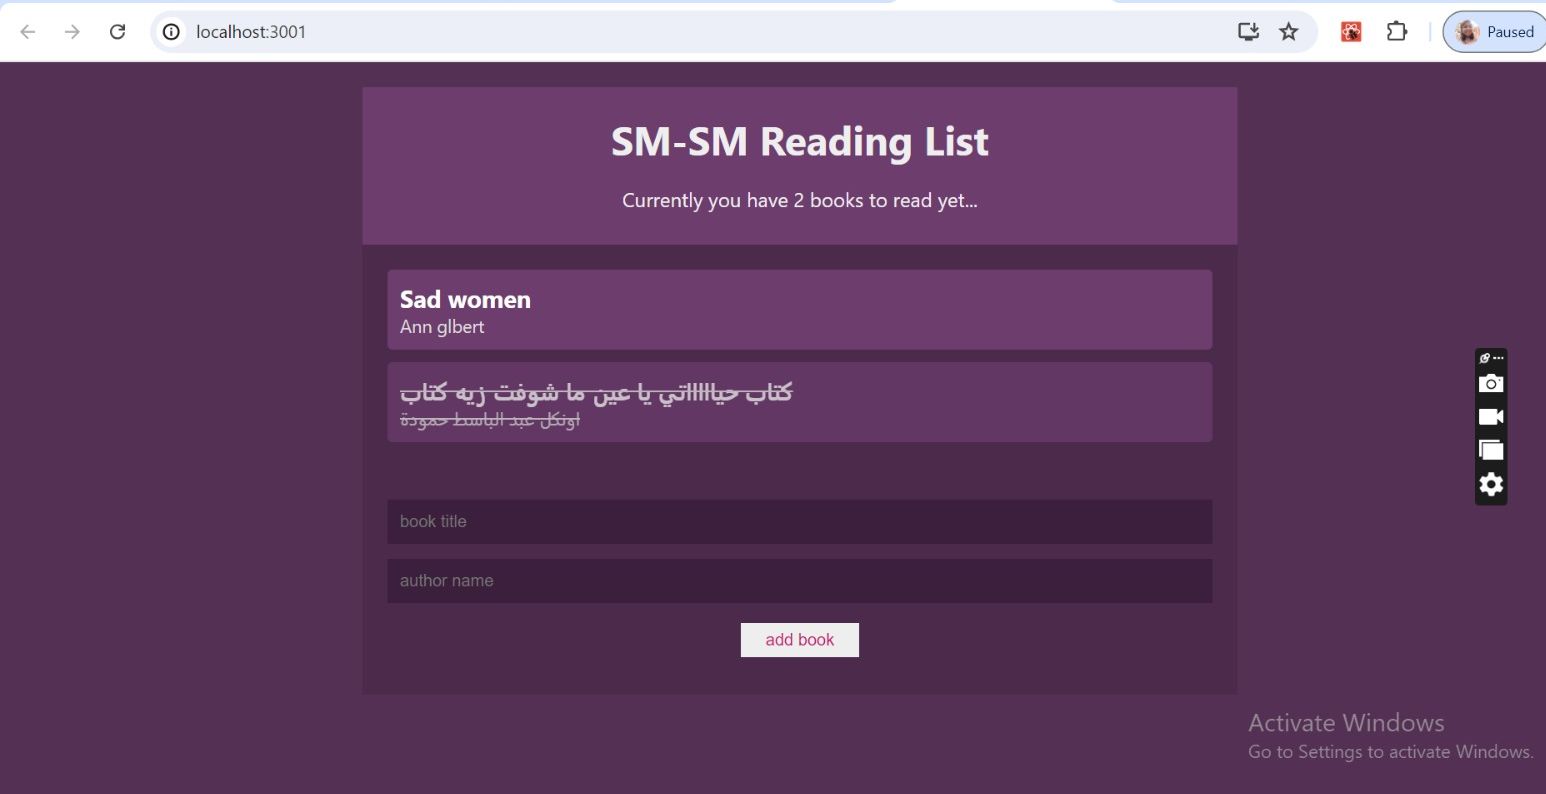 localhost:3001
Paused
SM-SM Reading List
Currently you have 2 books to read yet...
Sad women
Ann glbert
كتاب حياااااتي يا عين ما شوفت زيه كتاب
اونكل عبد الباسط حمودة
book title
author name
add book
Activate Windows
Go to Settings to activate Windows.